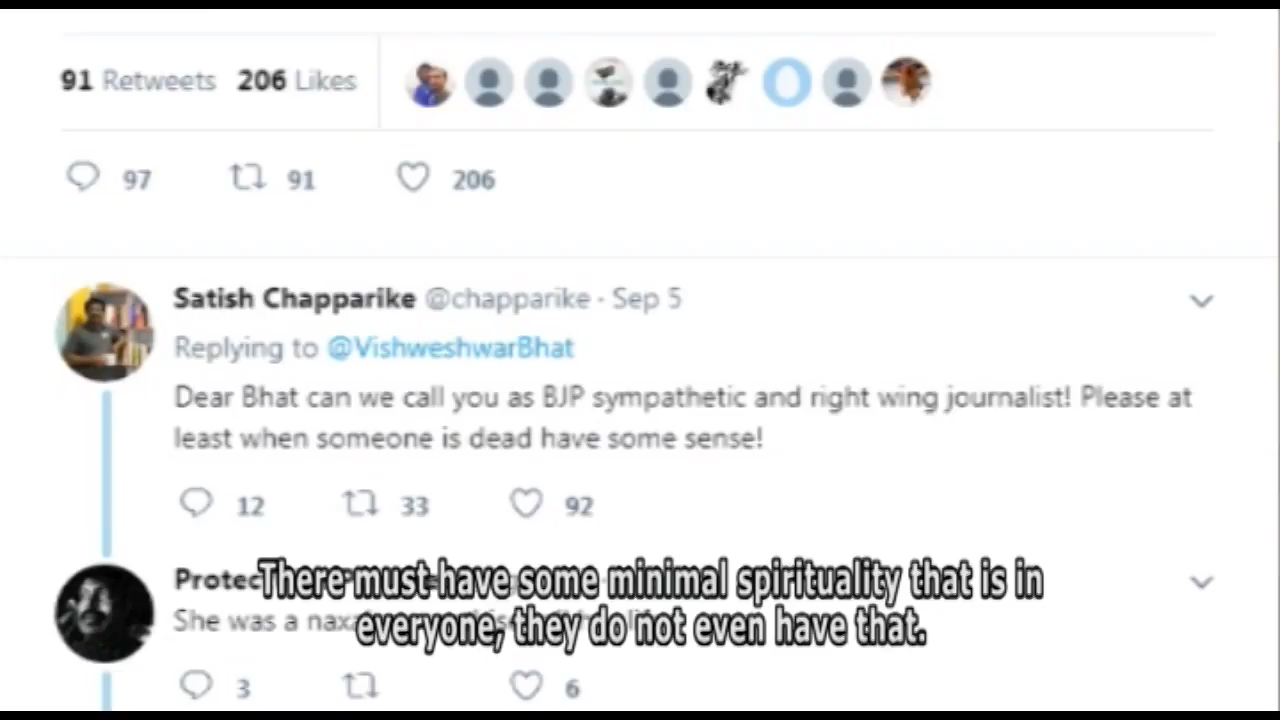 91 Retweets 206 Likes
97 91 206
Satish Chapparike @chapparike · Sep 5
Replying to @VishweshwarBhat
Dear Bhat can we call you as BJP sympathetic and right wing journalist! Please at
least when someone is dead have some sense!
12 33 92
There must have some minimal spirituality that is in
She was a
everyone, they do not even have that.
3 6